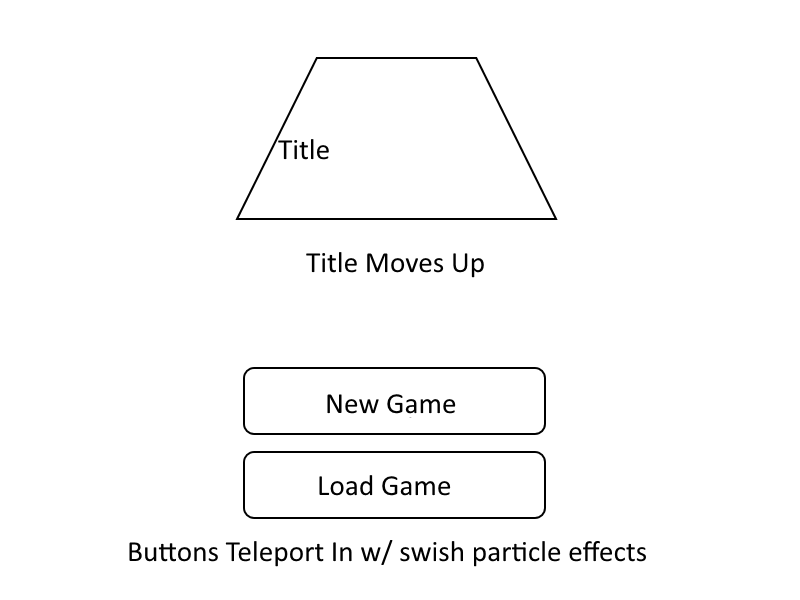 Title
Title Moves Up
New Game
Load Game
Buttons Teleport In w/ swish particle effects